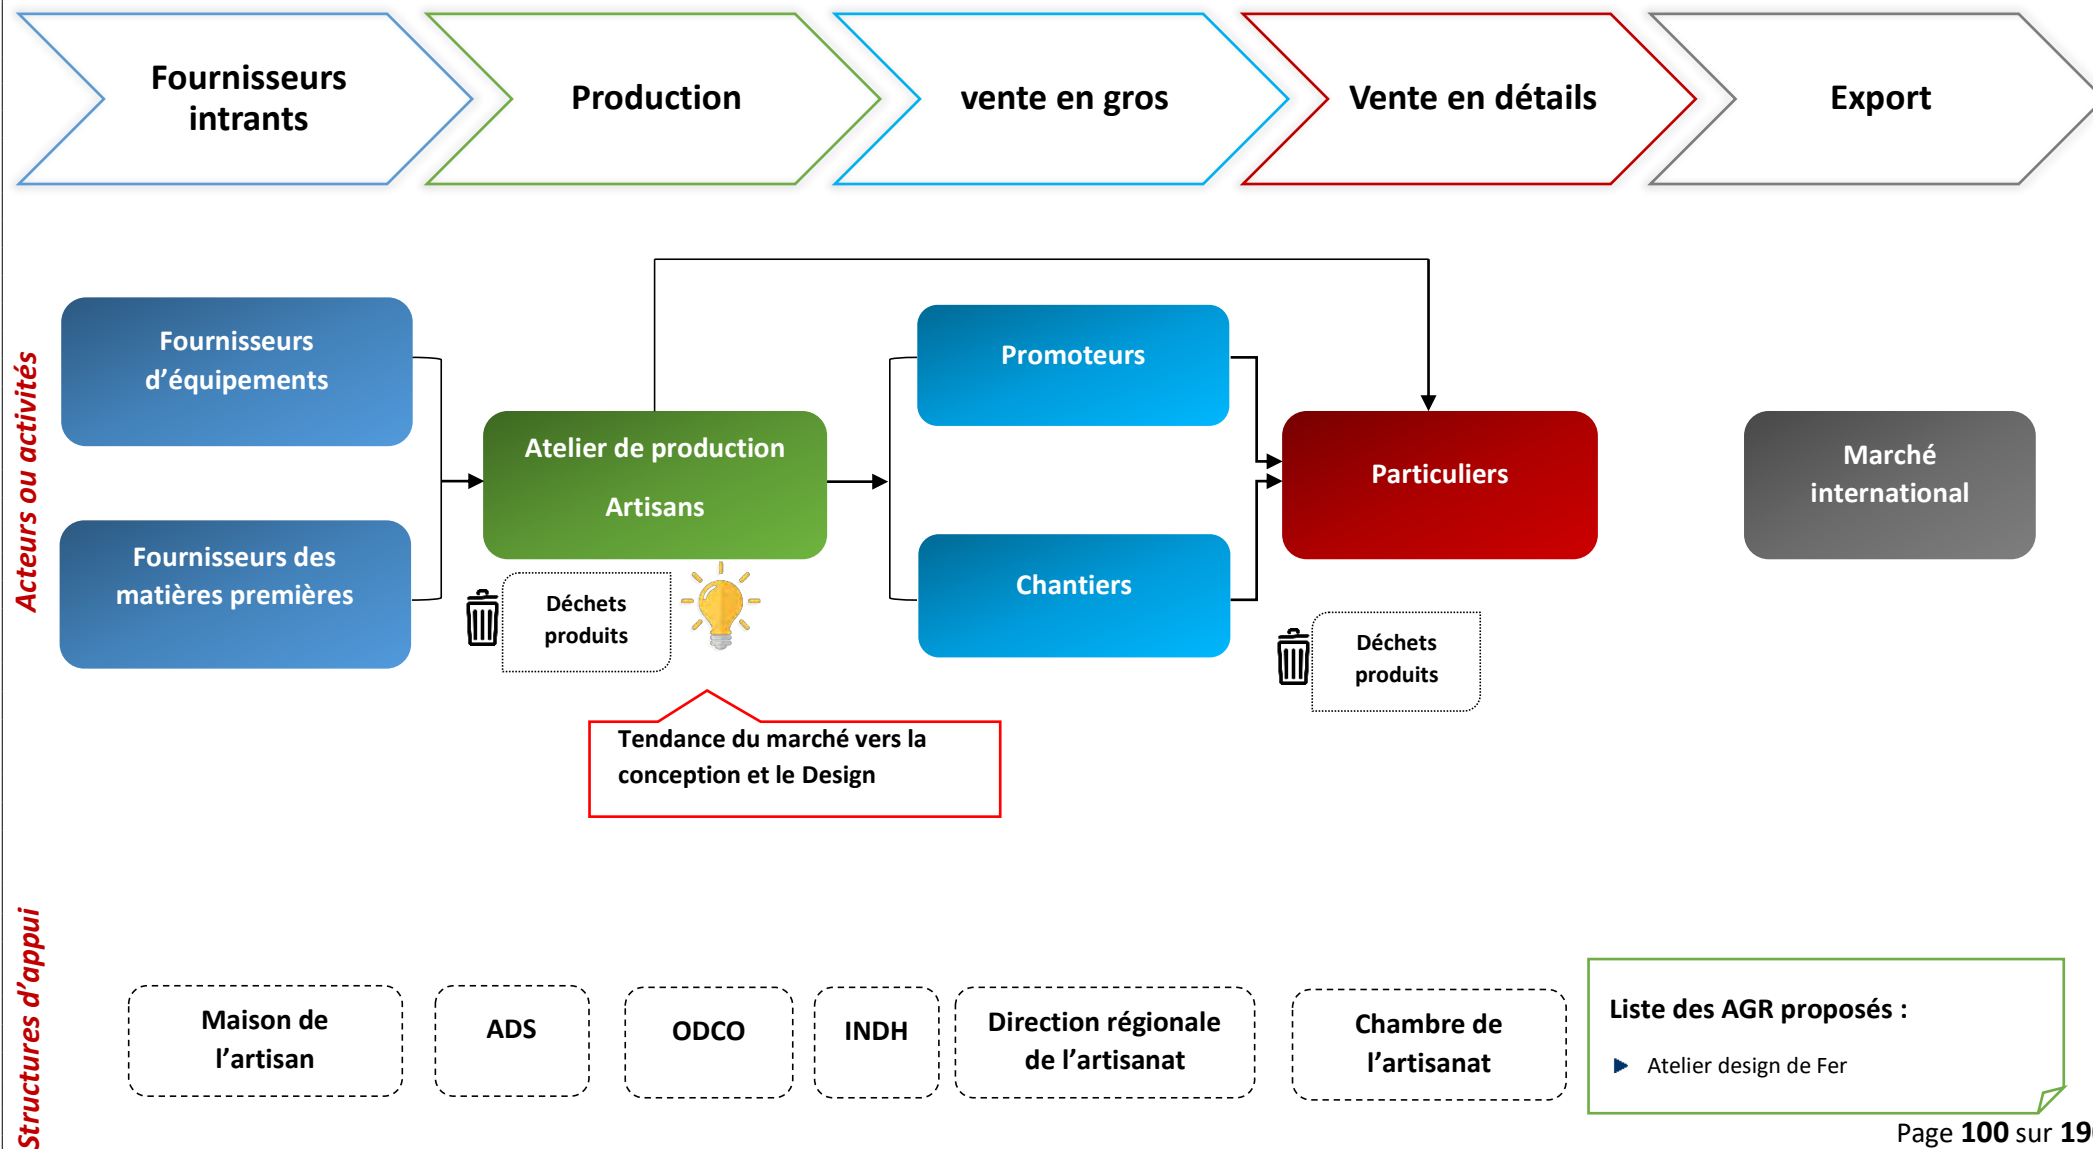 Fournisseurs
intrants
Production
vente en gros
Vente en détails
Export
Acteurs ou activités
Fournisseurs
d’équipements
Fournisseurs des
matières premières
Atelier de production
Artisans
Promoteurs
Chantiers
Particuliers
Marché
international
Déchets
produits
Déchets
produits
Tendance du marché vers la
conception et le Design
Structures d’appui
Maison de
l’artisan
ADS
ODCO
INDH
Direction régionale
de l’artisanat
Chambre de
l’artisanat
Liste des AGR proposés :
Atelier design de Fer
Page 100 sur